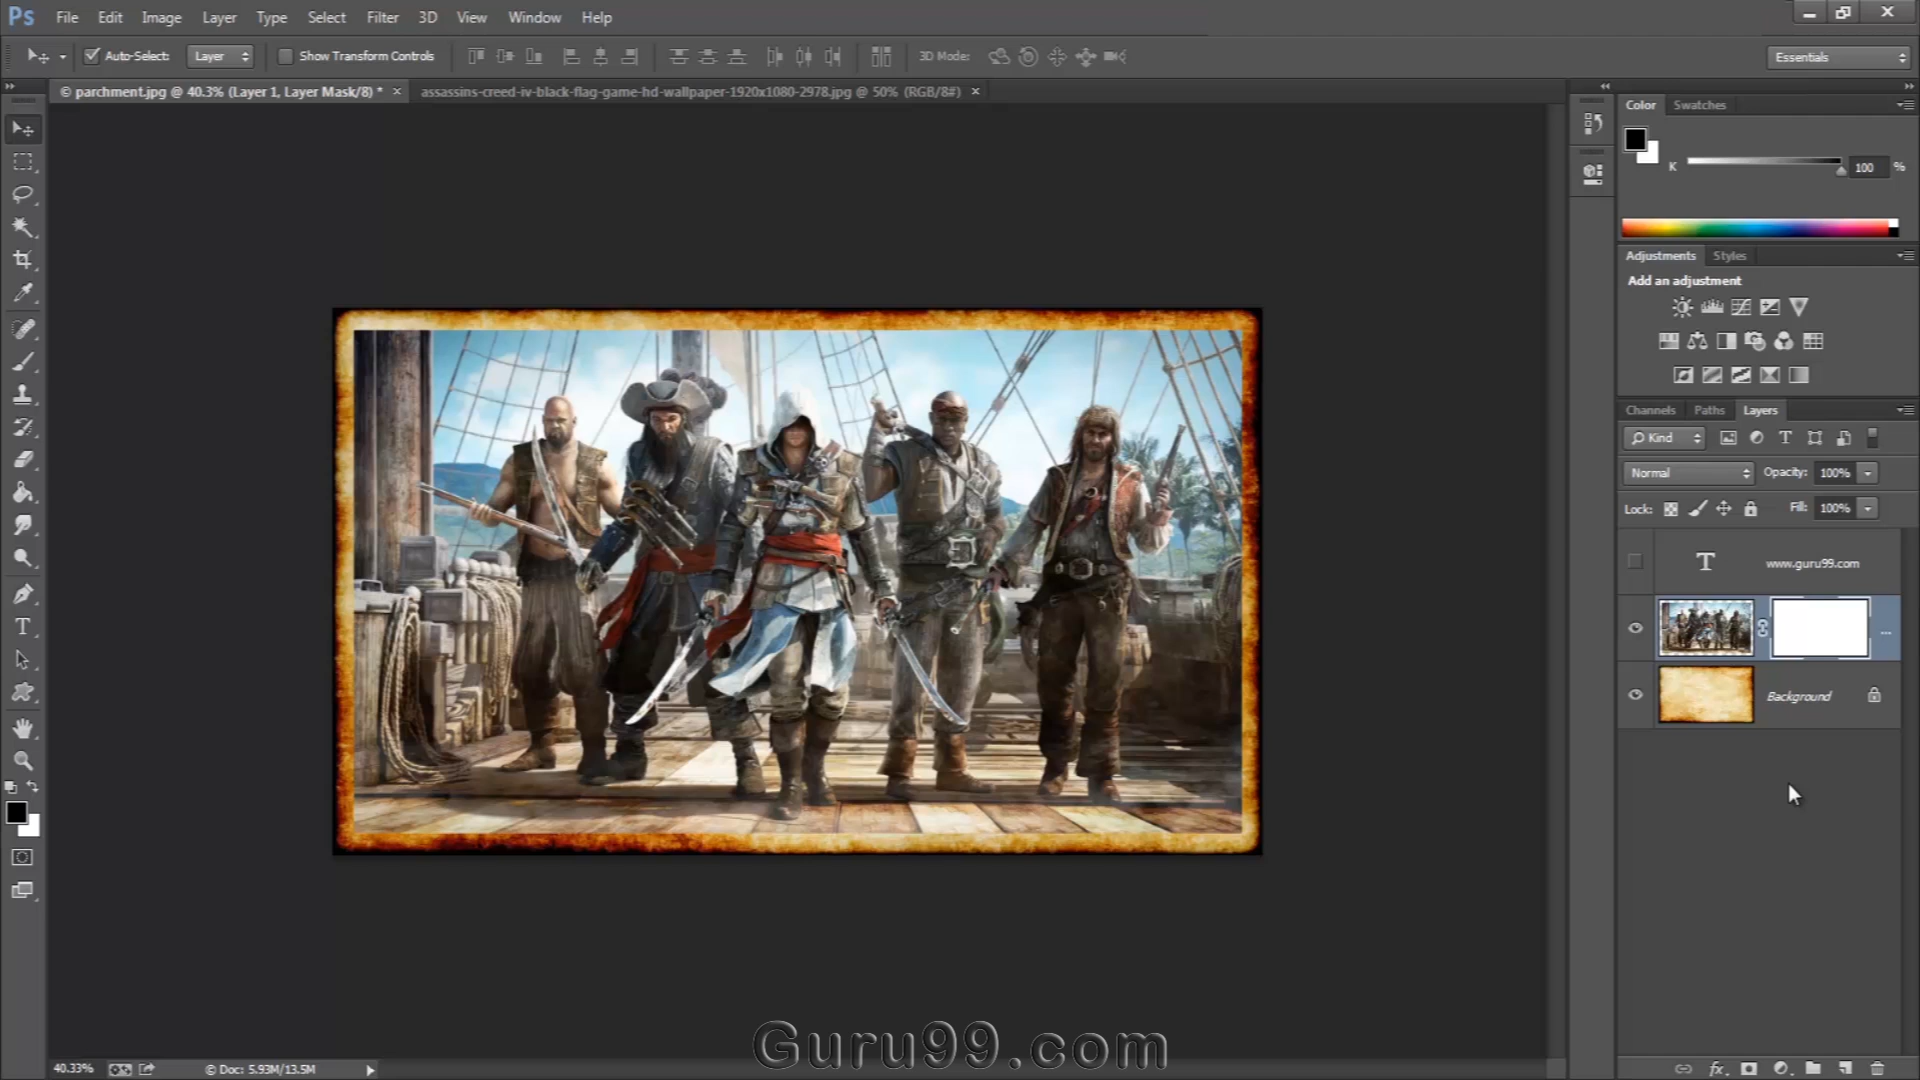 Ps File Edit Image Layer Type Select Filter 3D View Window Help
Auto-Select: Layer Show Transform Controls 3D Mode: Essentials
© parchment.jpg @ 40.3% (Layer 1, Layer Mask/8) * × assassins-creed-iv-black-flag-game-hd-wallpaper-1920x1080-2978.jpg @ 50% (RGB/8#) ×
Color Swatches
K 100 %
Adjustments Styles
Add an adjustment
Channels Paths Layers
Kind
Normal Opacity: 100%
Lock: Fill: 100%
T www.guru99.com
...
Background
Guru99.com
40.33% © Doc: 5.93M/13.5M
fx.